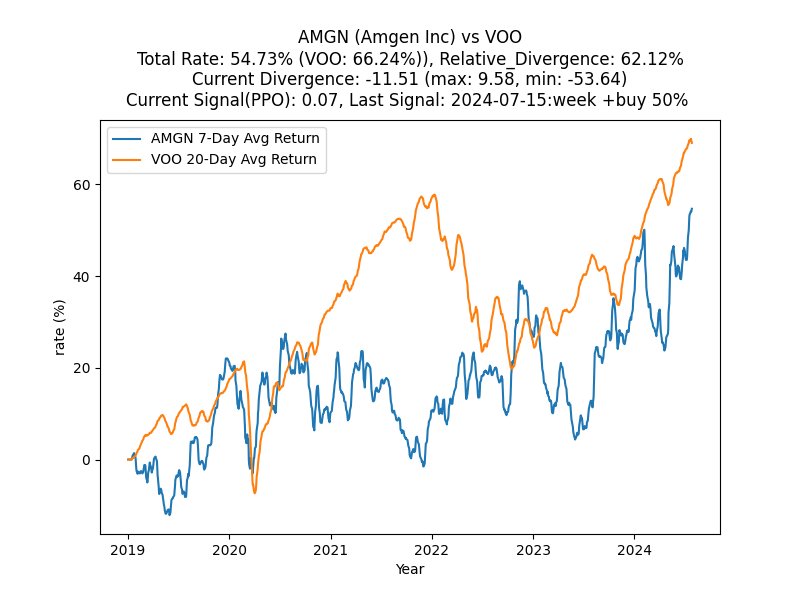 AMGN (Amgen Inc) vs VOO
Total Rate: 54.73% (VOO: 66.24%)), Relative_Divergence: 62.12%
Current Divergence: -11.51 (max: 9.58, min: -53.64)
Current Signal(PPO): 0.07, Last Signal: 2024-07-15:week +buy 50%
AMGN 7-Day Avg Return
VOO 20-Day Avg Return
60
40
20
0
rate (%)
2019 2020 2021 2022 2023 2024
Year